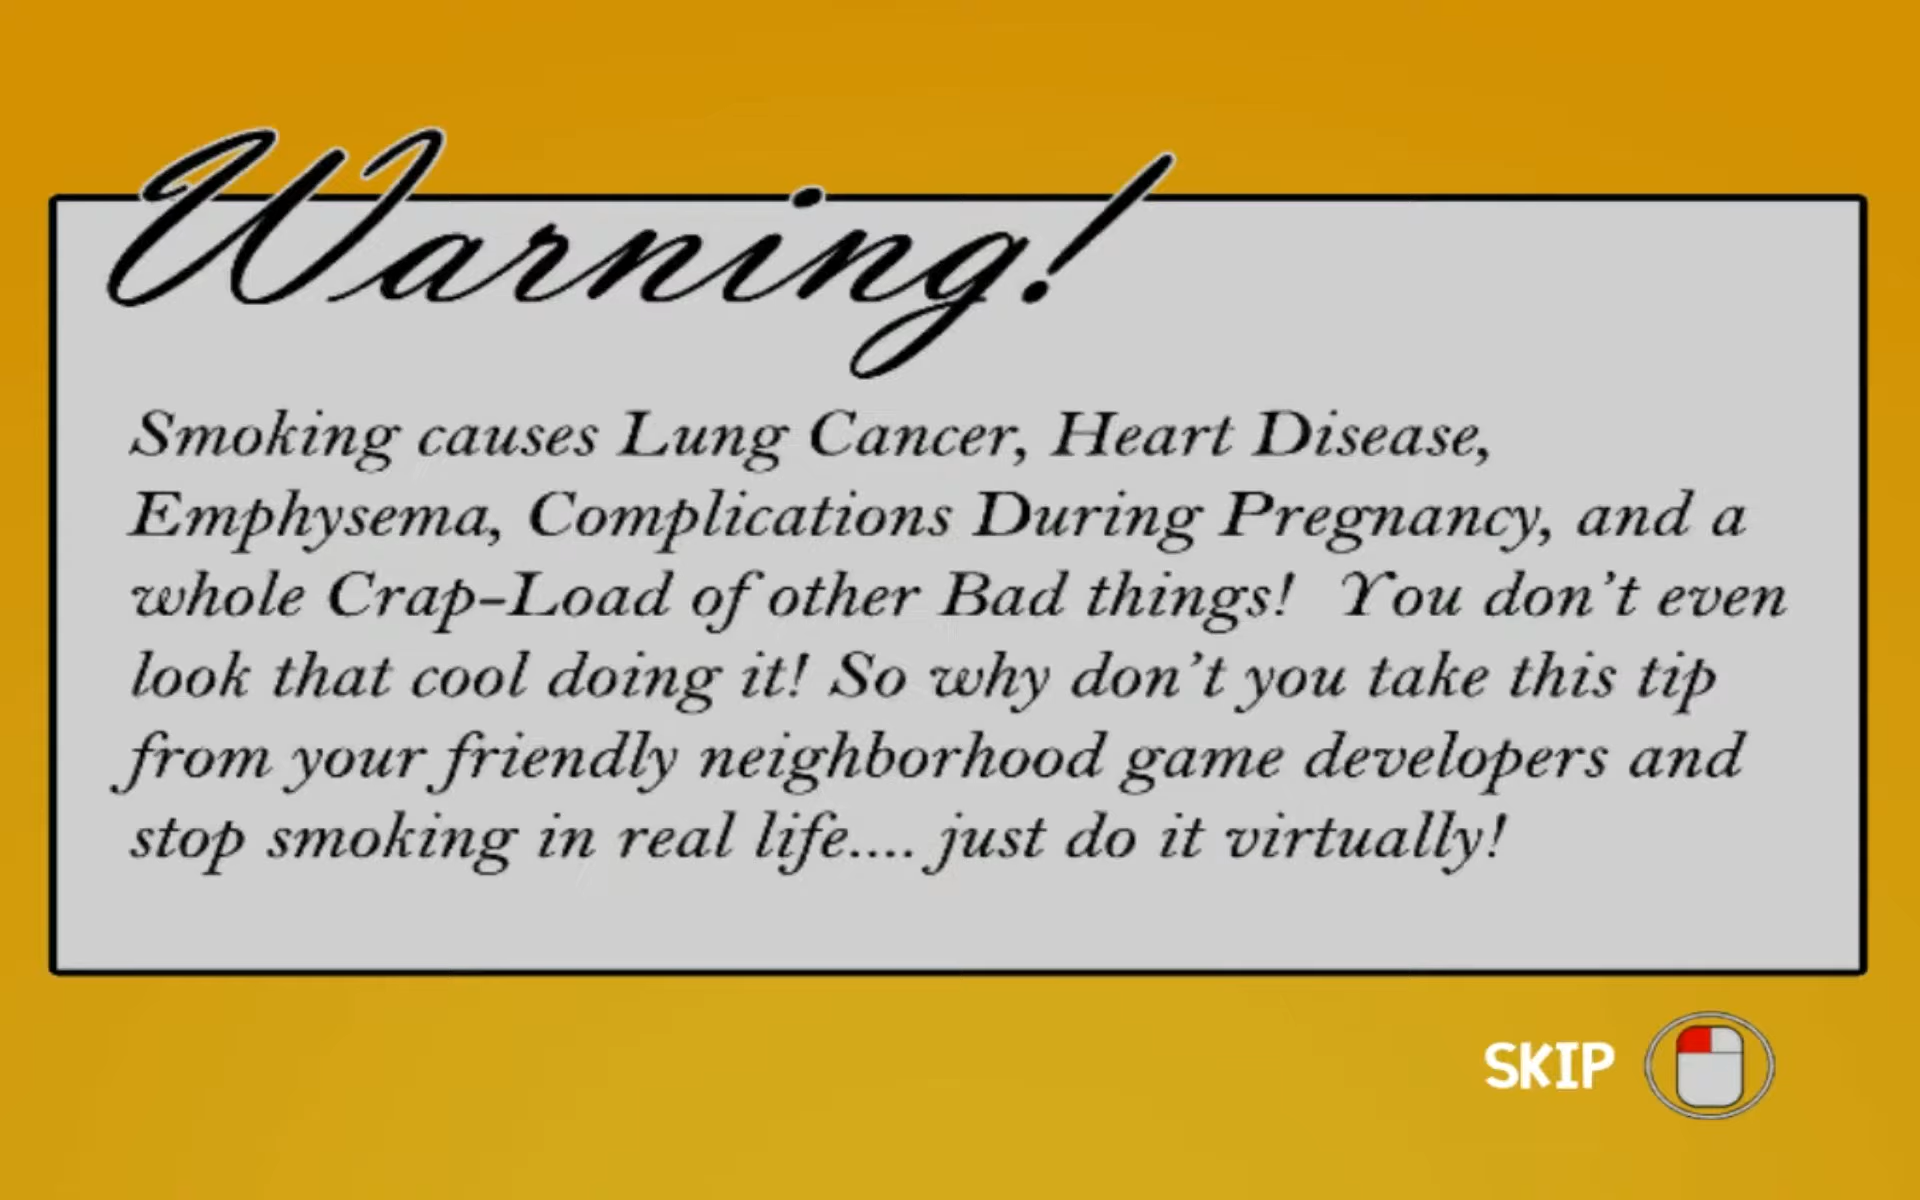 Warning!
Smoking causes Lung Cancer, Heart Disease,
Emphysema, Complications During Pregnancy, and a
whole Crap-Load of other Bad things!  You don't even
look that cool doing it! So why don't you take this tip
from your friendly neighborhood game developers and
stop smoking in real life.... just do it virtually!
SKIP